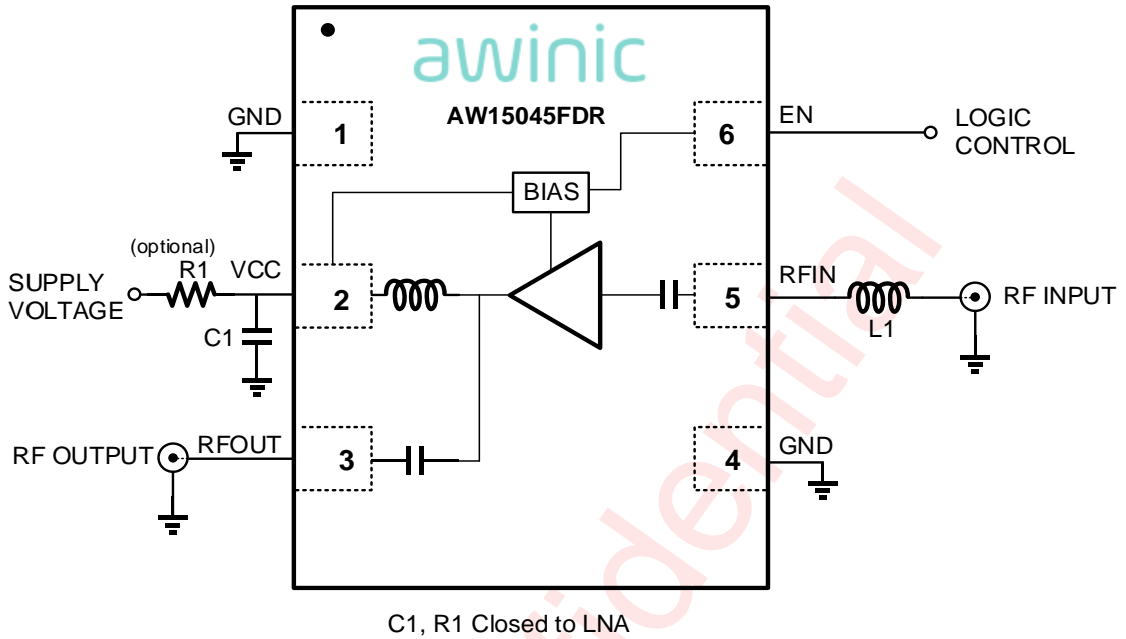 awinic
AW15045FDR
GND
1
6
EN
LOGIC
CONTROL
BIAS
(optional)
R1
VCC
SUPPLY
VOLTAGE
2
5
RFIN
RF INPUT
C1
L1
RF OUTPUT
RFOUT
3
4
GND
C1, R1 Closed to LNA